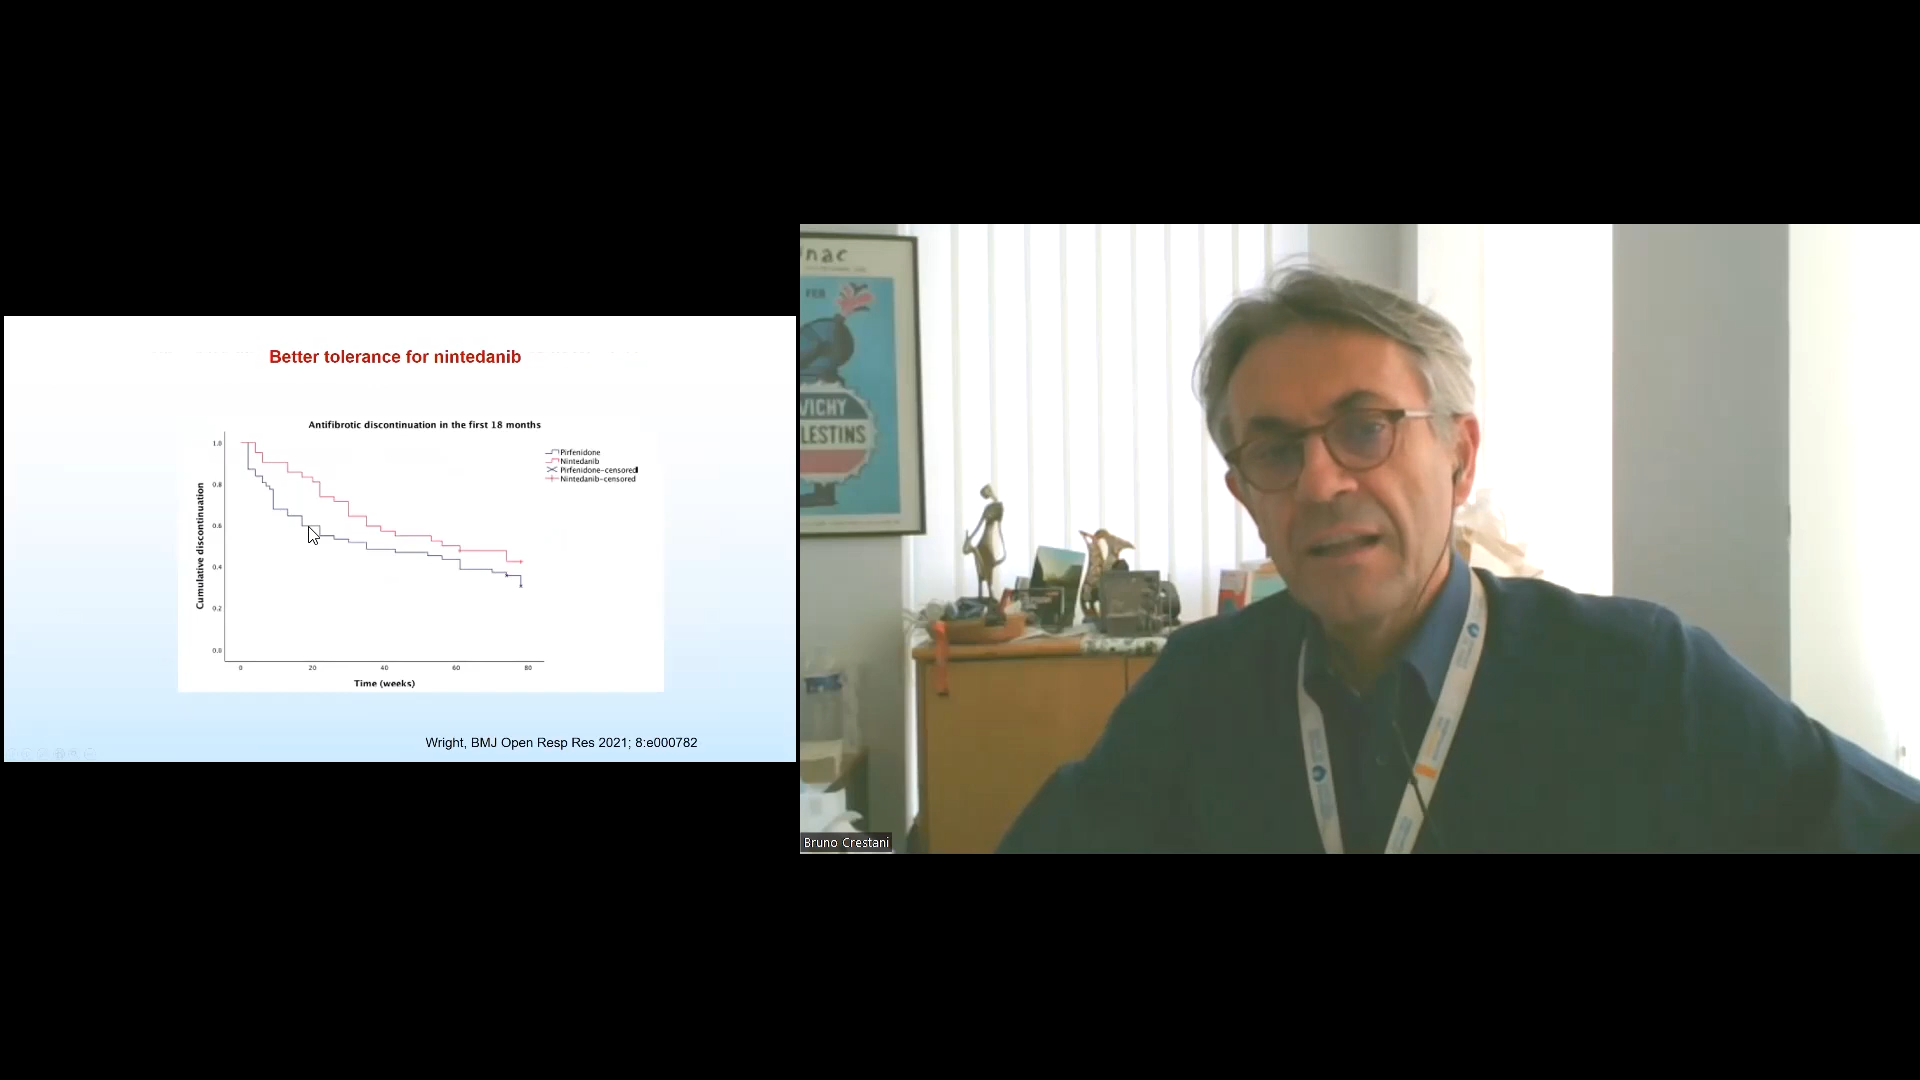 Better tolerance for nintedanib
Antifibrotic discontinuation in the first 18 months
Pirfenidone
Nintedanib
Pirfenidone-censored
Nintedanib-censored
Cumulative discontinuation
1.0
0.8
0.6
0.4
0.2
0.0
0
20
40
60
80
Time (weeks)
Wright, BMJ Open Resp Res 2021; 8:e000782
nac
FER
VICHY
LESTINS
Bruno Crestani